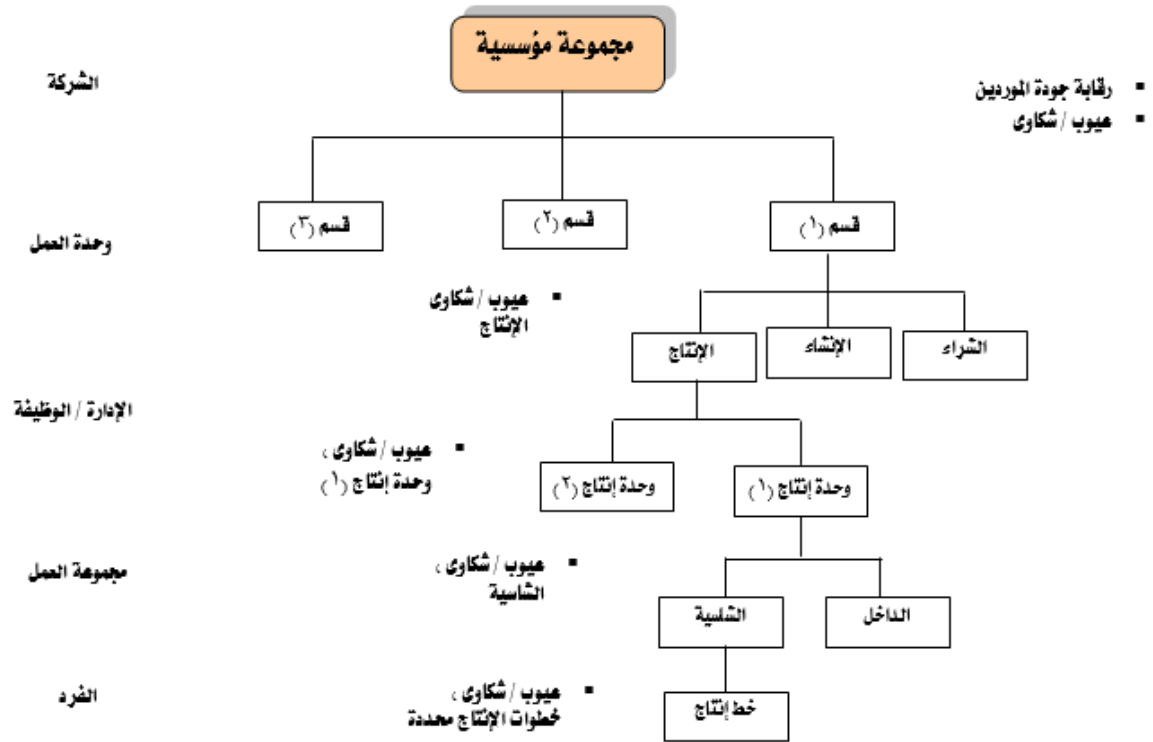 مجموعة مؤسسية
الشركة
▪ رقابة جودة الموردين
▪ عيوب / شكاوى
قسم (١)
قسم (٢)
قسم (٣)
وحدة العمل
▪ عيوب / شكاوى
الإنتاج
الشراء
الإنشاء
الإنتاج
الإدارة / الوظيفة
▪ عيوب / شكاوى ،
وحدة إنتاج (١)
وحدة إنتاج (١)
وحدة إنتاج (٢)
▪ عيوب / شكاوى ،
الشاسية
مجموعة العمل
الداخل
الشاسية
▪ عيوب / شكاوى ،
خطوات الإنتاج محددة
الفرد
خط إنتاج